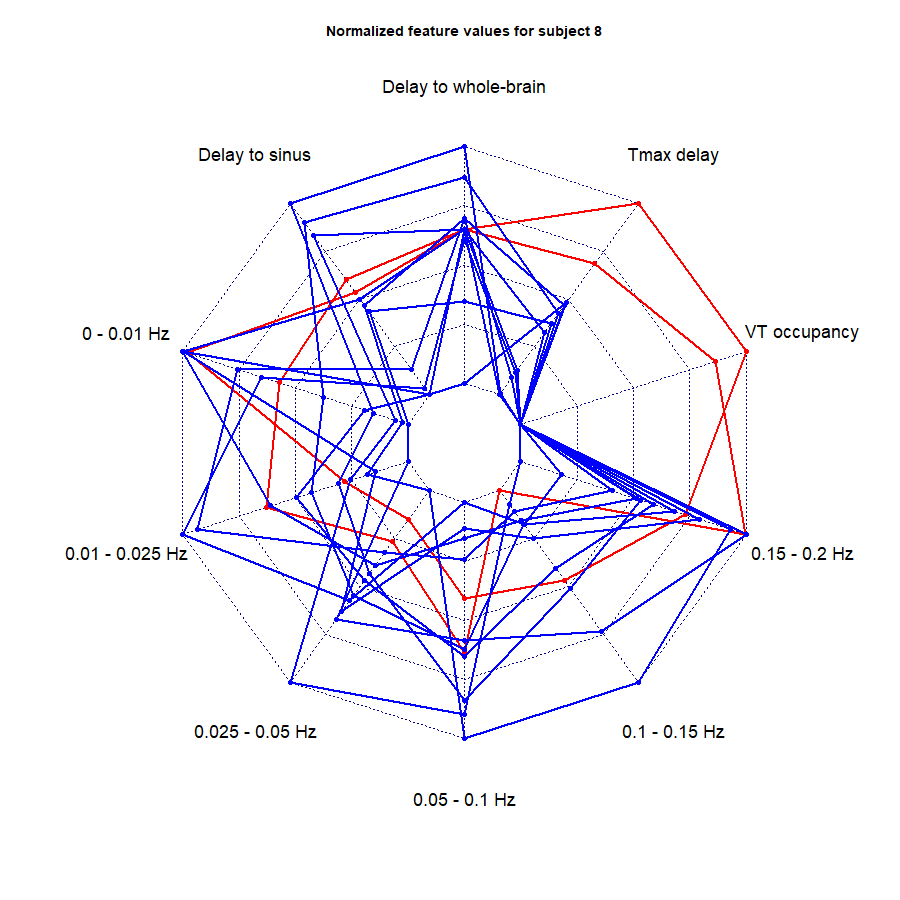 Normalized feature values for subject 8
Delay to whole-brain
Delay to sinus
Tmax delay
0 - 0.01 Hz
VT occupancy
0.01 - 0.025 Hz
0.15 - 0.2 Hz
0.025 - 0.05 Hz
0.1 - 0.15 Hz
0.05 - 0.1 Hz